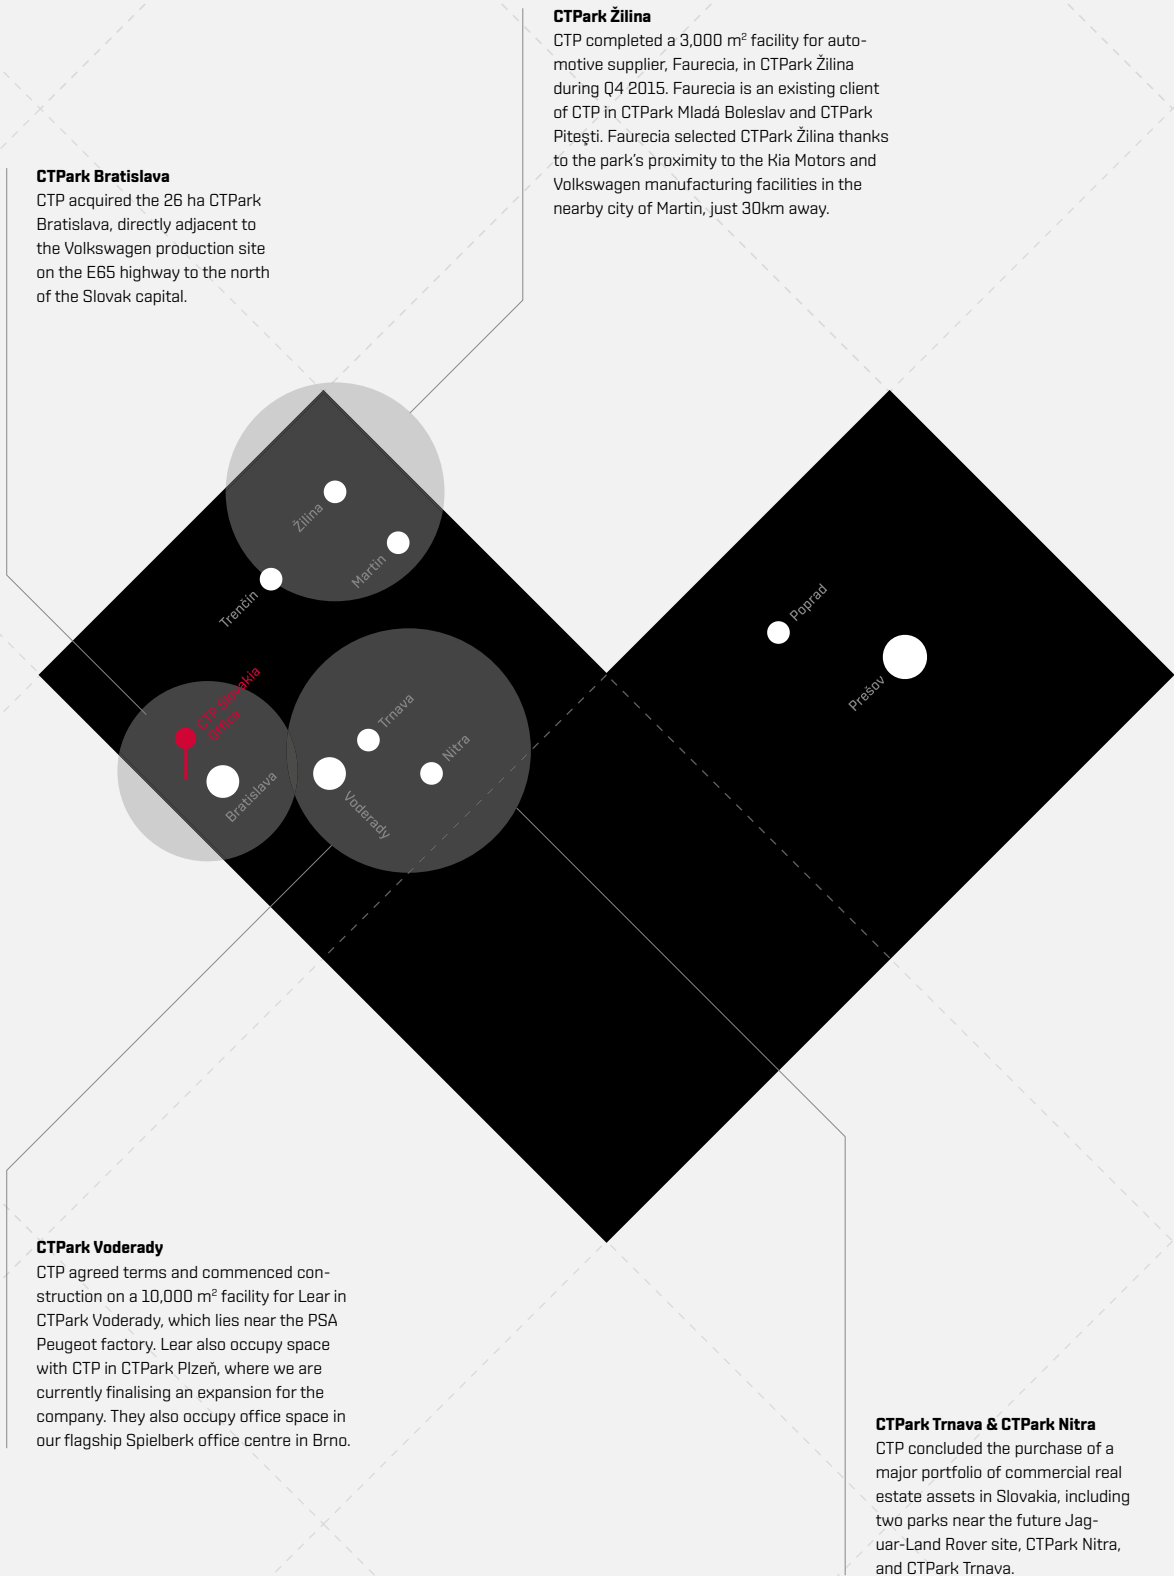 CTPark Žilina
CTP completed a 3,000 m² facility for auto-
motive supplier, Faurecia, in CTPark Žilina
during Q4 2015. Faurecia is an existing client
of CTP in CTPark Mladá Boleslav and CTPark
Pitești. Faurecia selected CTPark Žilina thanks
to the park's proximity to the Kia Motors and
Volkswagen manufacturing facilities in the
nearby city of Martin, just 30km away.
CTPark Bratislava
CTP acquired the 26 ha CTPark
Bratislava, directly adjacent to
the Volkswagen production site
on the E65 highway to the north
of the Slovak capital.
Žilina
Martin
Trenčín
Poprad
Prešov
CTP Slovakia
Office
Trnava
Nitra
Bratislava
Voderady
CTPark Voderady
CTP agreed terms and commenced con-
struction on a 10,000 m² facility for Lear in
CTPark Voderady, which lies near the PSA
Peugeot factory. Lear also occupy space
with CTP in CTPark Plzeň, where we are
currently finalising an expansion for the
company. They also occupy office space in
our flagship Spielberk office centre in Brno.
CTPark Trnava & CTPark Nitra
CTP concluded the purchase of a
major portfolio of commercial real
estate assets in Slovakia, including
two parks near the future Jag-
uar-Land Rover site, CTPark Nitra,
and CTPark Trnava.